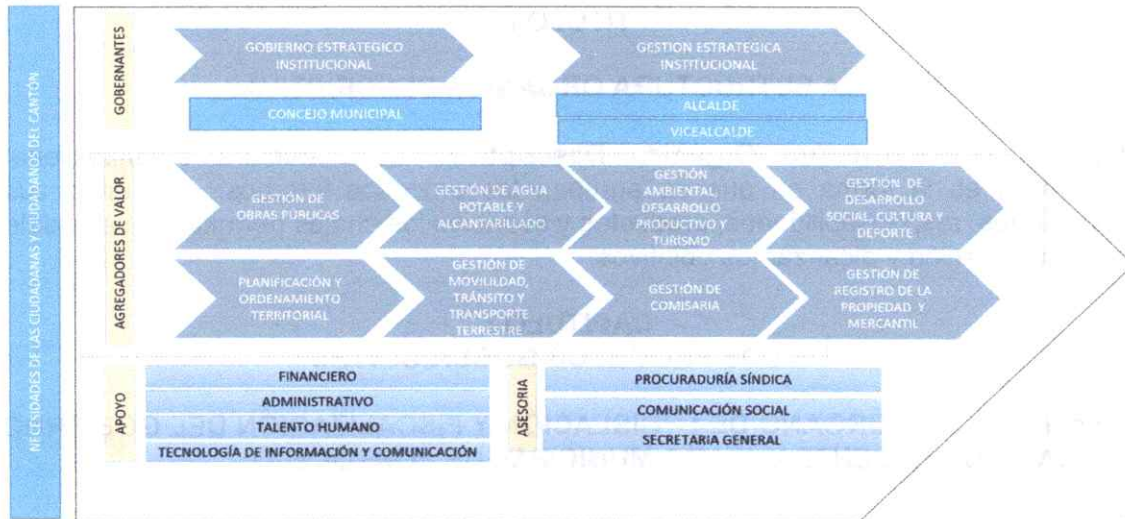 NECESIDADES DE LAS CIUDADANAS Y CIUDADANOS DEL CANTÓN
GOBERNANTES
GOBIERNO ESTRATEGICO
INSTITUCIONAL
GESTION ESTRATEGICA
INSTITUCIONAL
CONCEJO MUNICIPAL
ALCALDE
VICEALCALDE
AGREGADORES DE VALOR
GESTIÓN DE
OBRAS PÚBLICAS
GESTIÓN DE AGUA
POTABLE Y
ALCANTARILLADO
GESTIÓN
AMBIENTAL,
DESARROLLO
PRODUCTIVO Y
TURISMO
GESTIÓN DE
DESARROLLO
SOCIAL, CULTURA Y
DEPORTE
PLANIFICACIÓN Y
ORDENAMIENTO
TERRITORIAL
GESTIÓN DE
MOVILILDAD,
TRÁNSITO Y
TRANSPORTE
TERRESTRE
GESTIÓN DE
COMISARIA
GESTIÓN DE
REGISTRO DE LA
PROPIEDAD Y
MERCANTIL
APOYO
FINANCIERO
ADMINISTRATIVO
TALENTO HUMANO
TECNOLOGÍA DE INFORMACIÓN Y COMUNICACIÓN
ASESORIA
PROCURADURÍA SÍNDICA
COMUNICACIÓN SOCIAL
SECRETARIA GENERAL